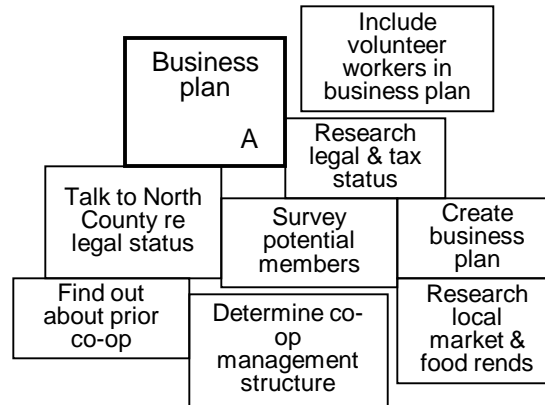 Include
volunteer
workers in
business plan
Business
plan
A
Research
legal & tax
status
Talk to North
County re
legal status
Survey
potential
members
Create
business
plan
Find out
about prior
co-op
Determine co-
op
management
structure
Research
local
market &
food rends